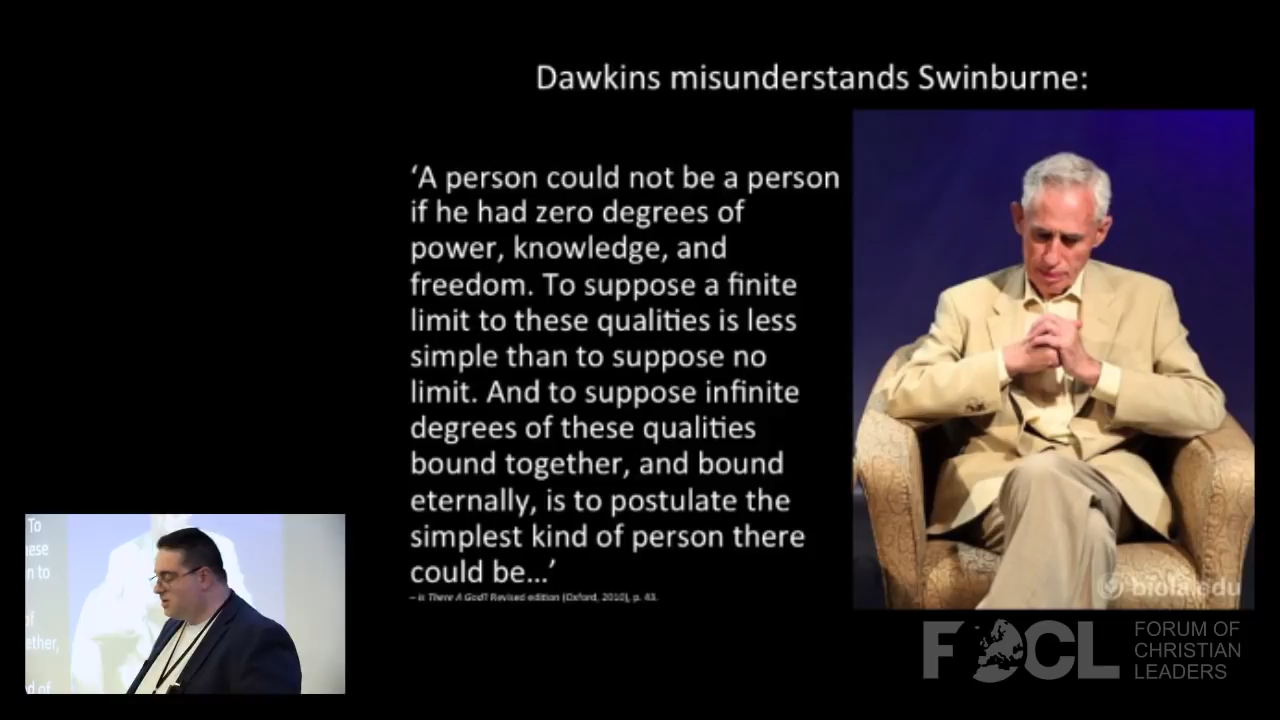 Dawkins misunderstands Swinburne:
‘A person could not be a person
if he had zero degrees of
power, knowledge, and
freedom. To suppose a finite
limit to these qualities is less
simple than to suppose no
limit. And to suppose infinite
degrees of these qualities
bound together, and bound
eternally, is to postulate the
simplest kind of person there
could be…’
– Is There A God? Revised edition (Oxford, 2010), p. 43.
biola.edu
To
ether,
FOCL
FORUM OF
CHRISTIAN
LEADERS